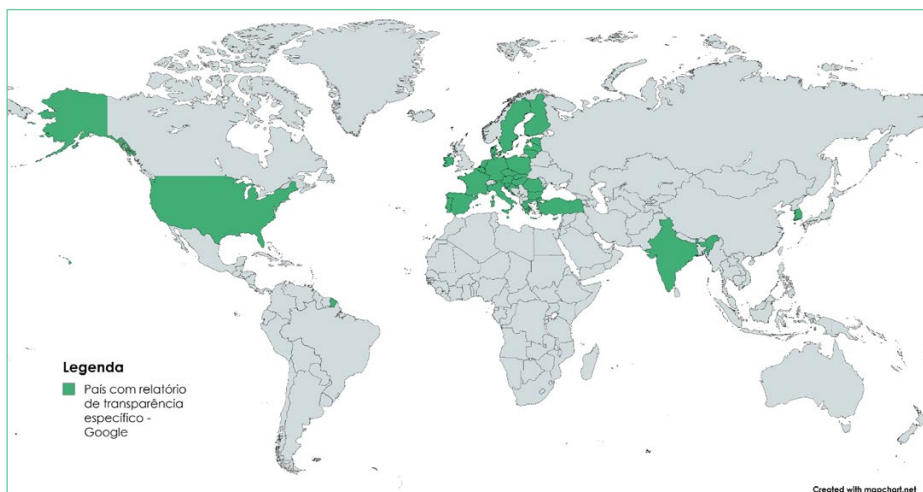 Legenda
País com relatório
de transparência
específico -
Google
Created with mapchart.net